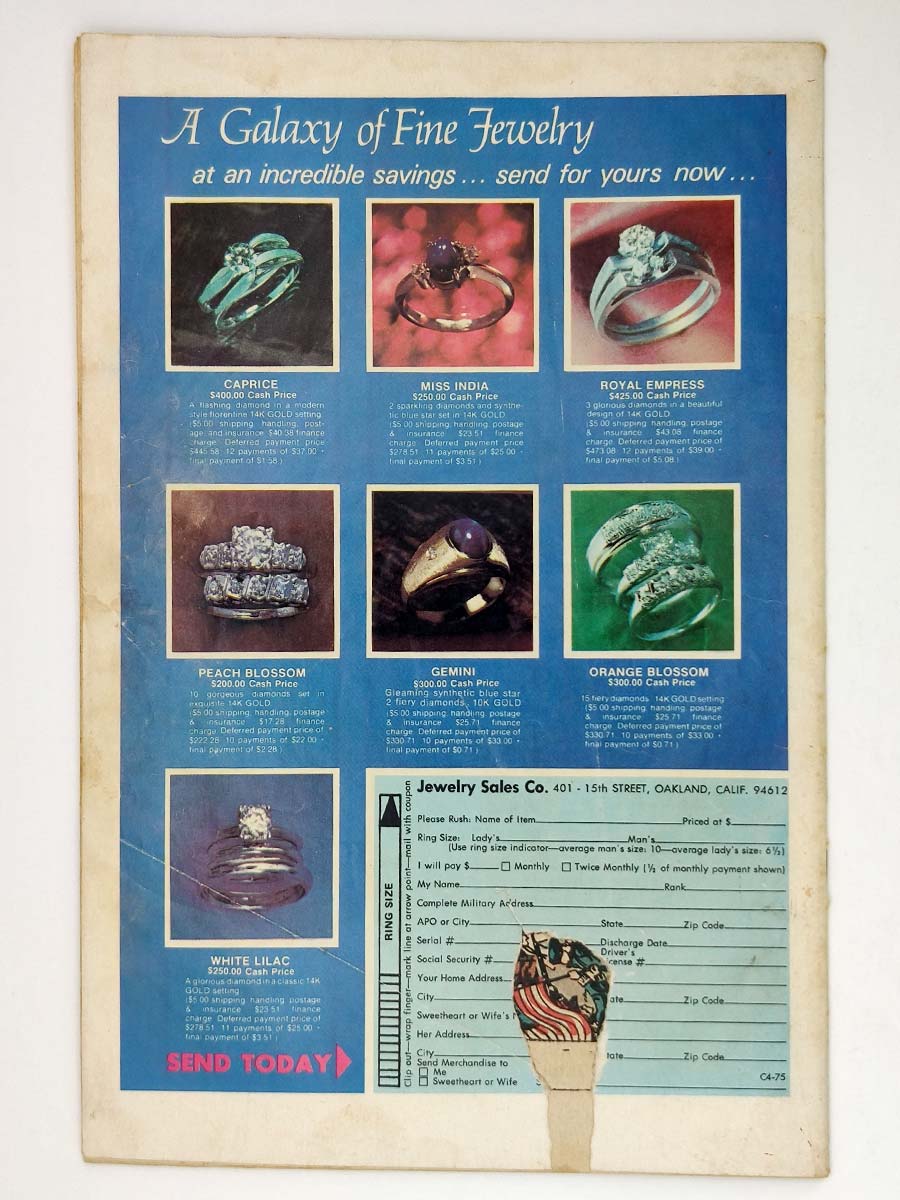 A Galaxy of Fine Jewelry
at an incredible savings... send for yours now...
CAPRICE
$400.00 Cash Price
A flashing diamond in a modern
style florentine 14K GOLD setting.
($5.00 shipping, handling, post-
age, and insurance. $40.58 finance
charge. Deferred payment price
$445.58. 12 payments of $37.00 -
final payment of $1.58.)
MISS INDIA
$250.00 Cash Price
2 sparkling diamonds and synthe-
tic blue star set in 14K GOLD.
($5.00 shipping, handling, postage
& insurance. $23.51 finance
charge. Deferred payment price
$278.51. 11 payments of $25.00 -
final payment of $3.51.)
ROYAL EMPRESS
$425.00 Cash Price
3 glorious diamonds in a beautiful
design of 14K GOLD.
($5.00 shipping, handling, postage
& insurance. $43.08 finance
charge. Deferred payment price of
$473.08. 12 payments of $39.00 -
final payment of $5.08.)
PEACH BLOSSOM
$200.00 Cash Price
10 gorgeous diamonds set in
exquisite 14K GOLD.
($5.00 shipping, handling, postage
& insurance. $17.28 finance
charge. Deferred payment price of
$222.28. 10 payments of $22.00 -
final payment of $2.28.)
GEMINI
$300.00 Cash Price
Gleaming synthetic blue star
2 fiery diamonds, 10K GOLD
($5.00 shipping, handling, postage
& insurance. $25.71 finance
charge. Deferred payment price of
$330.71. 10 payments of $33.00 -
final payment of $0.71.)
ORANGE BLOSSOM
$300.00 Cash Price
15 fiery diamonds. 14K GOLD setting
($5.00 shipping, handling, postage
& insurance. $25.71 finance
charge. Deferred payment price of
$330.71. 10 payments of $33.00 -
final payment of $0.71.)
WHITE LILAC
$250.00 Cash Price
A glorious diamond in a classic 14K
GOLD setting.
($5.00 shipping, handling, postage
& insurance. $23.51 finance
charge. Deferred payment price of
$278.51. 11 payments of $25.00 -
final payment of $3.51.)
SEND TODAY
RING SIZE
Clip out—wrap finger—mark line at arrow point—mail with coupon
Jewelry Sales Co. 401 - 15th STREET, OAKLAND, CALIF. 94612
Please Rush: Name of Item Priced at $
Ring Size: Lady's Man's
(Use ring size indicator—average man's size: 10—average lady's size: 6½)
I will pay $ Monthly Twice Monthly (½ of monthly payment shown)
My Name Rank
Complete Military Address
APO or City State Zip Code
Serial # Discharge Date
Social Security # Driver's
cense #
Your Home Address
City ate Zip Code
Sweetheart or Wife's
Her Address
City tate Zip Code
Send Merchandise to
Me
Sweetheart or Wife
C4-75